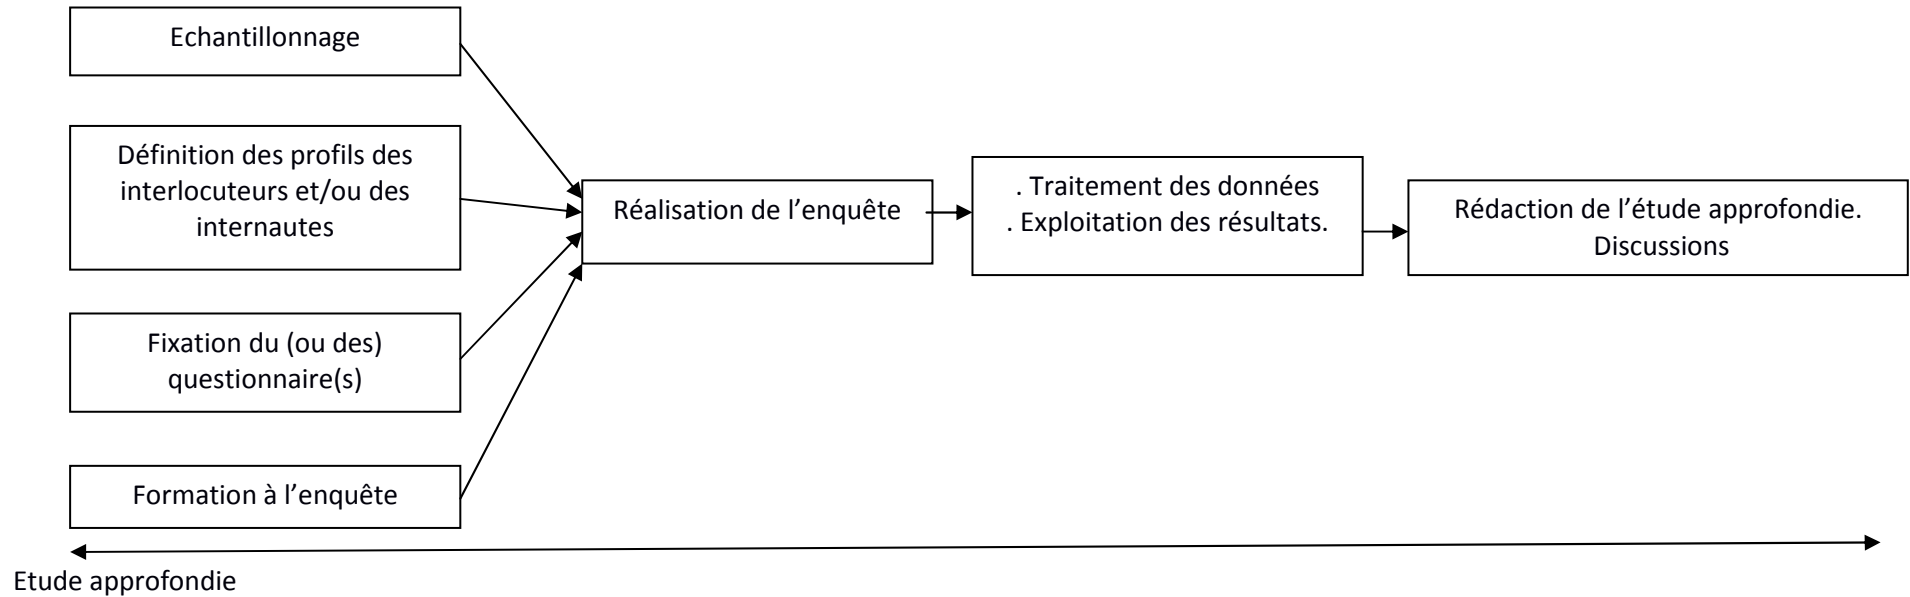 Echantillonnage
Définition des profils des
interlocuteurs et/ou des
internautes
Fixation du (ou des)
questionnaire(s)
Formation à l’enquête
Réalisation de l’enquête
. Traitement des données
. Exploitation des résultats.
Rédaction de l’étude approfondie.
Discussions
Etude approfondie